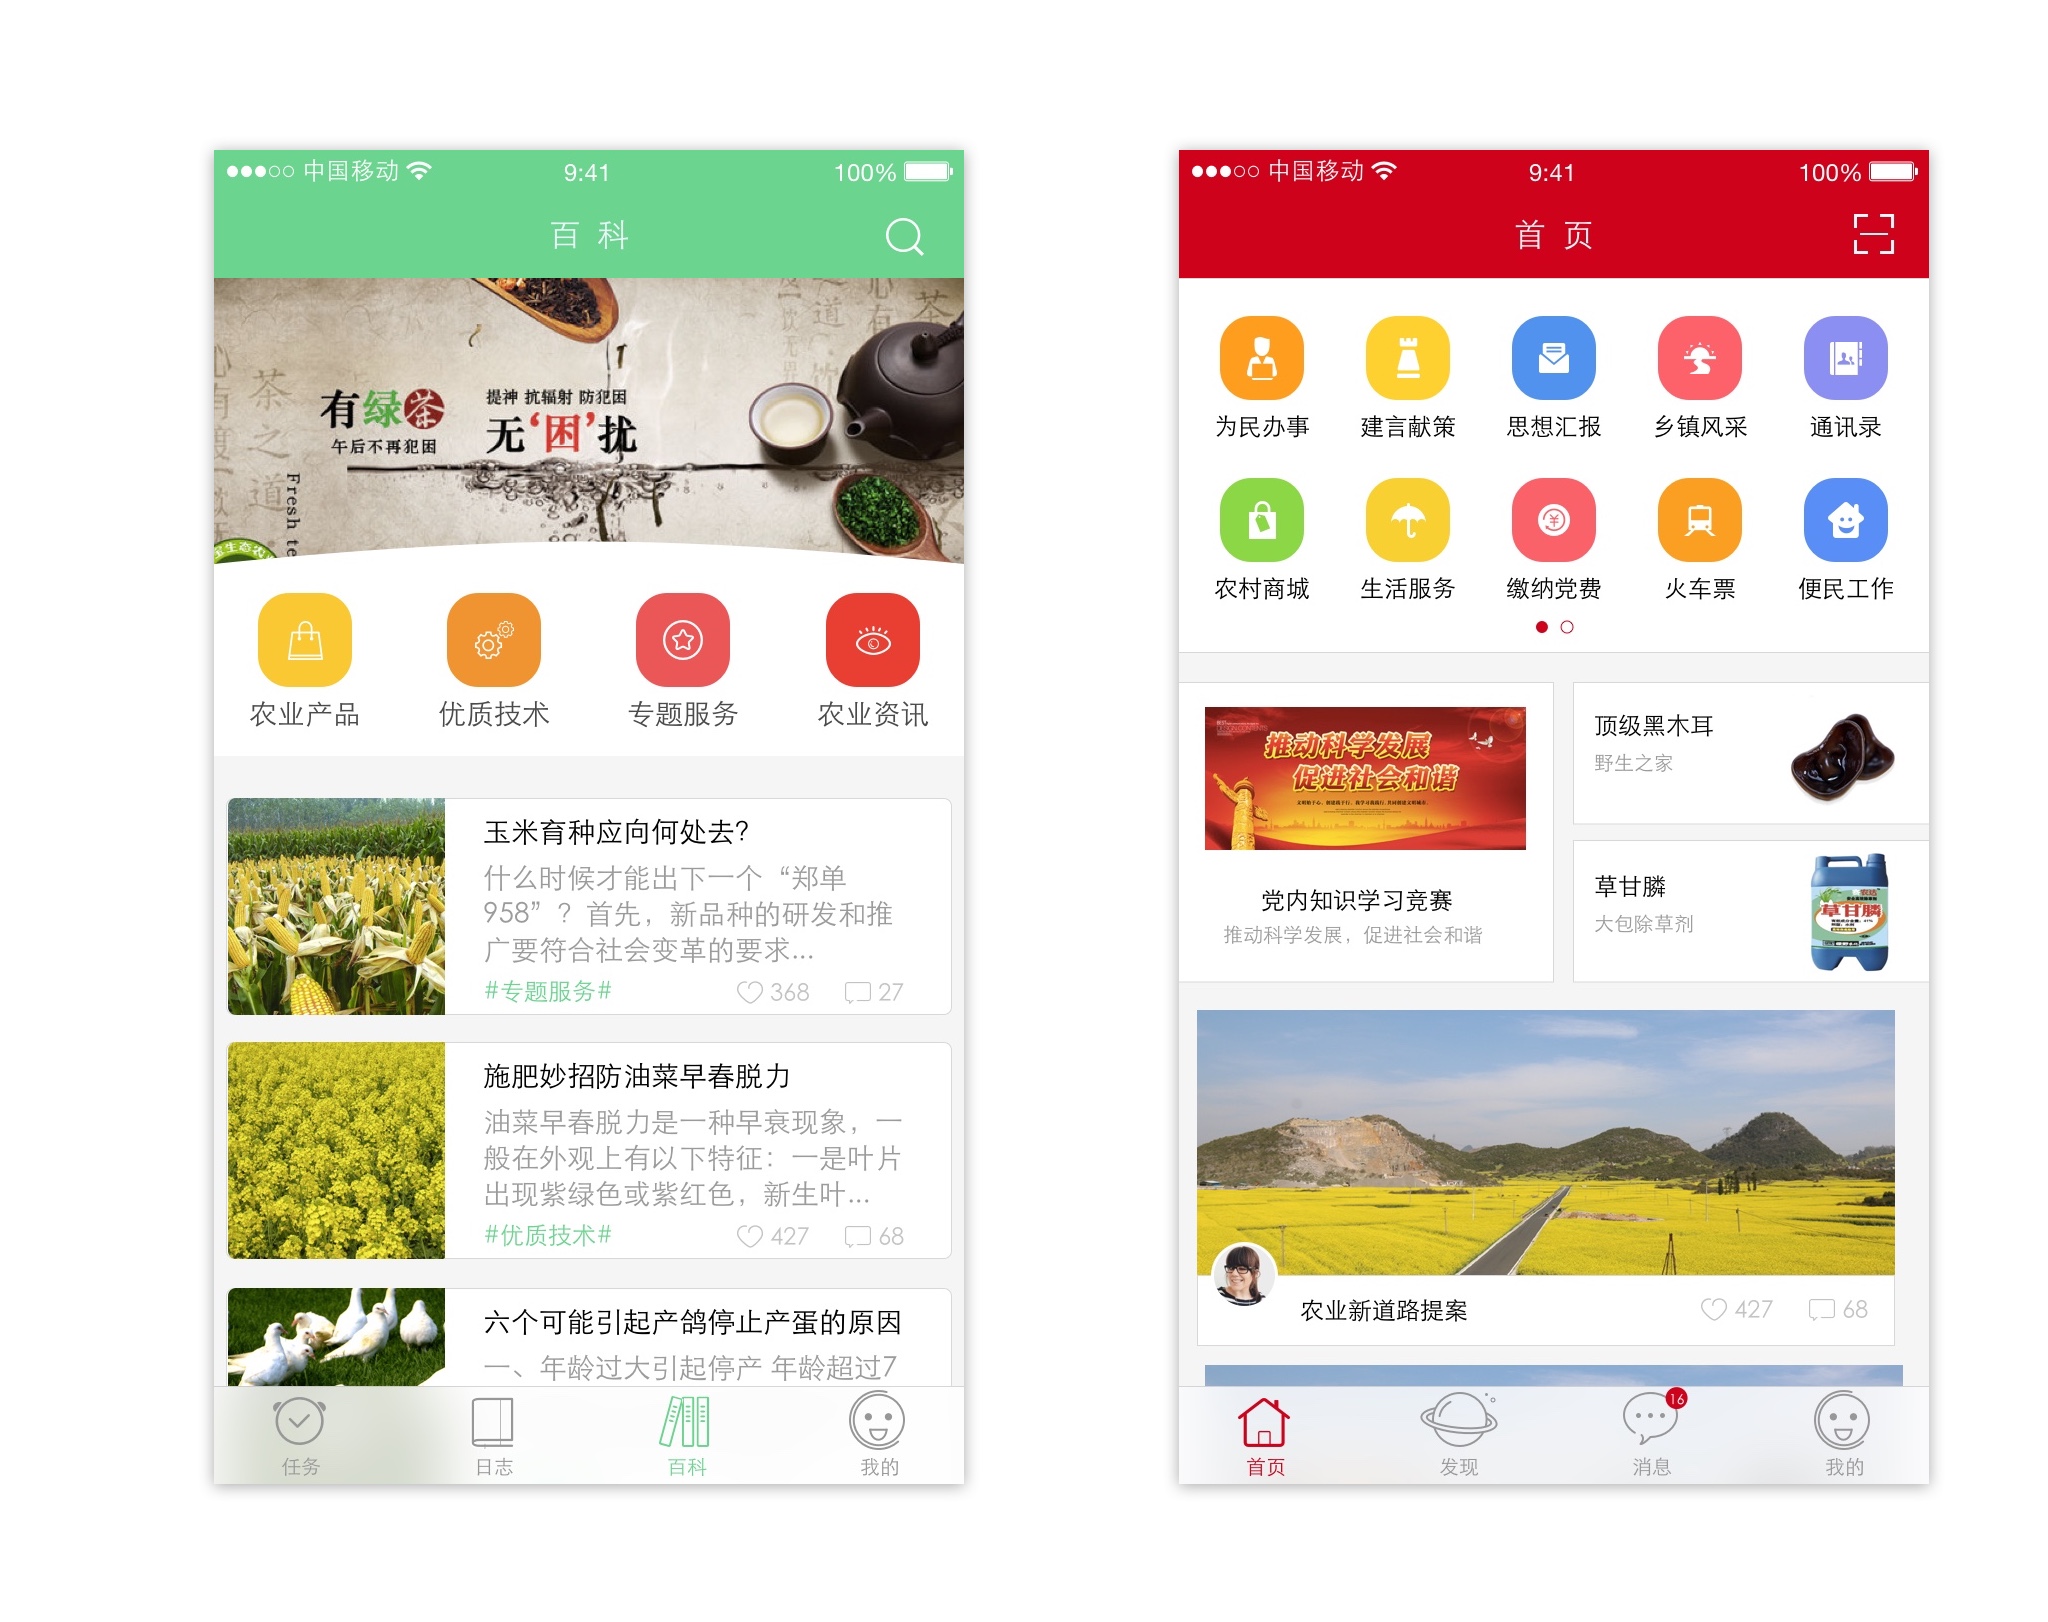 中国移动
9:41
100%
百 科
有绿茶
午后不再犯困
提神 抗辐射 防犯困
无‘困’扰
Fresh te
农业产品
优质技术
专题服务
农业资讯
玉米育种应向何处去?
什么时候才能出下一个“郑单
958”？首先，新品种的研发和推
广要符合社会变革的要求...
#专题服务#
368
27
施肥妙招防油菜早春脱力
油菜早春脱力是一种早衰现象，一
般在外观上有以下特征：一是叶片
出现紫绿色或紫红色，新生叶...
#优质技术#
427
68
六个可能引起产鸽停止产蛋的原因
一、年龄过大引起停产 年龄超过7
任务
日志
百科
我的
中国移动
9:41
100%
首 页
为民办事
建言献策
思想汇报
乡镇风采
通讯录
农村商城
生活服务
缴纳党费
火车票
便民工作
推动科学发展
促进社会和谐
党内知识学习竞赛
推动科学发展，促进社会和谐
顶级黑木耳
野生之家
草甘膦
大包除草剂
草甘膦
农业新道路提案
427
68
首页
发现
16
消息
我的